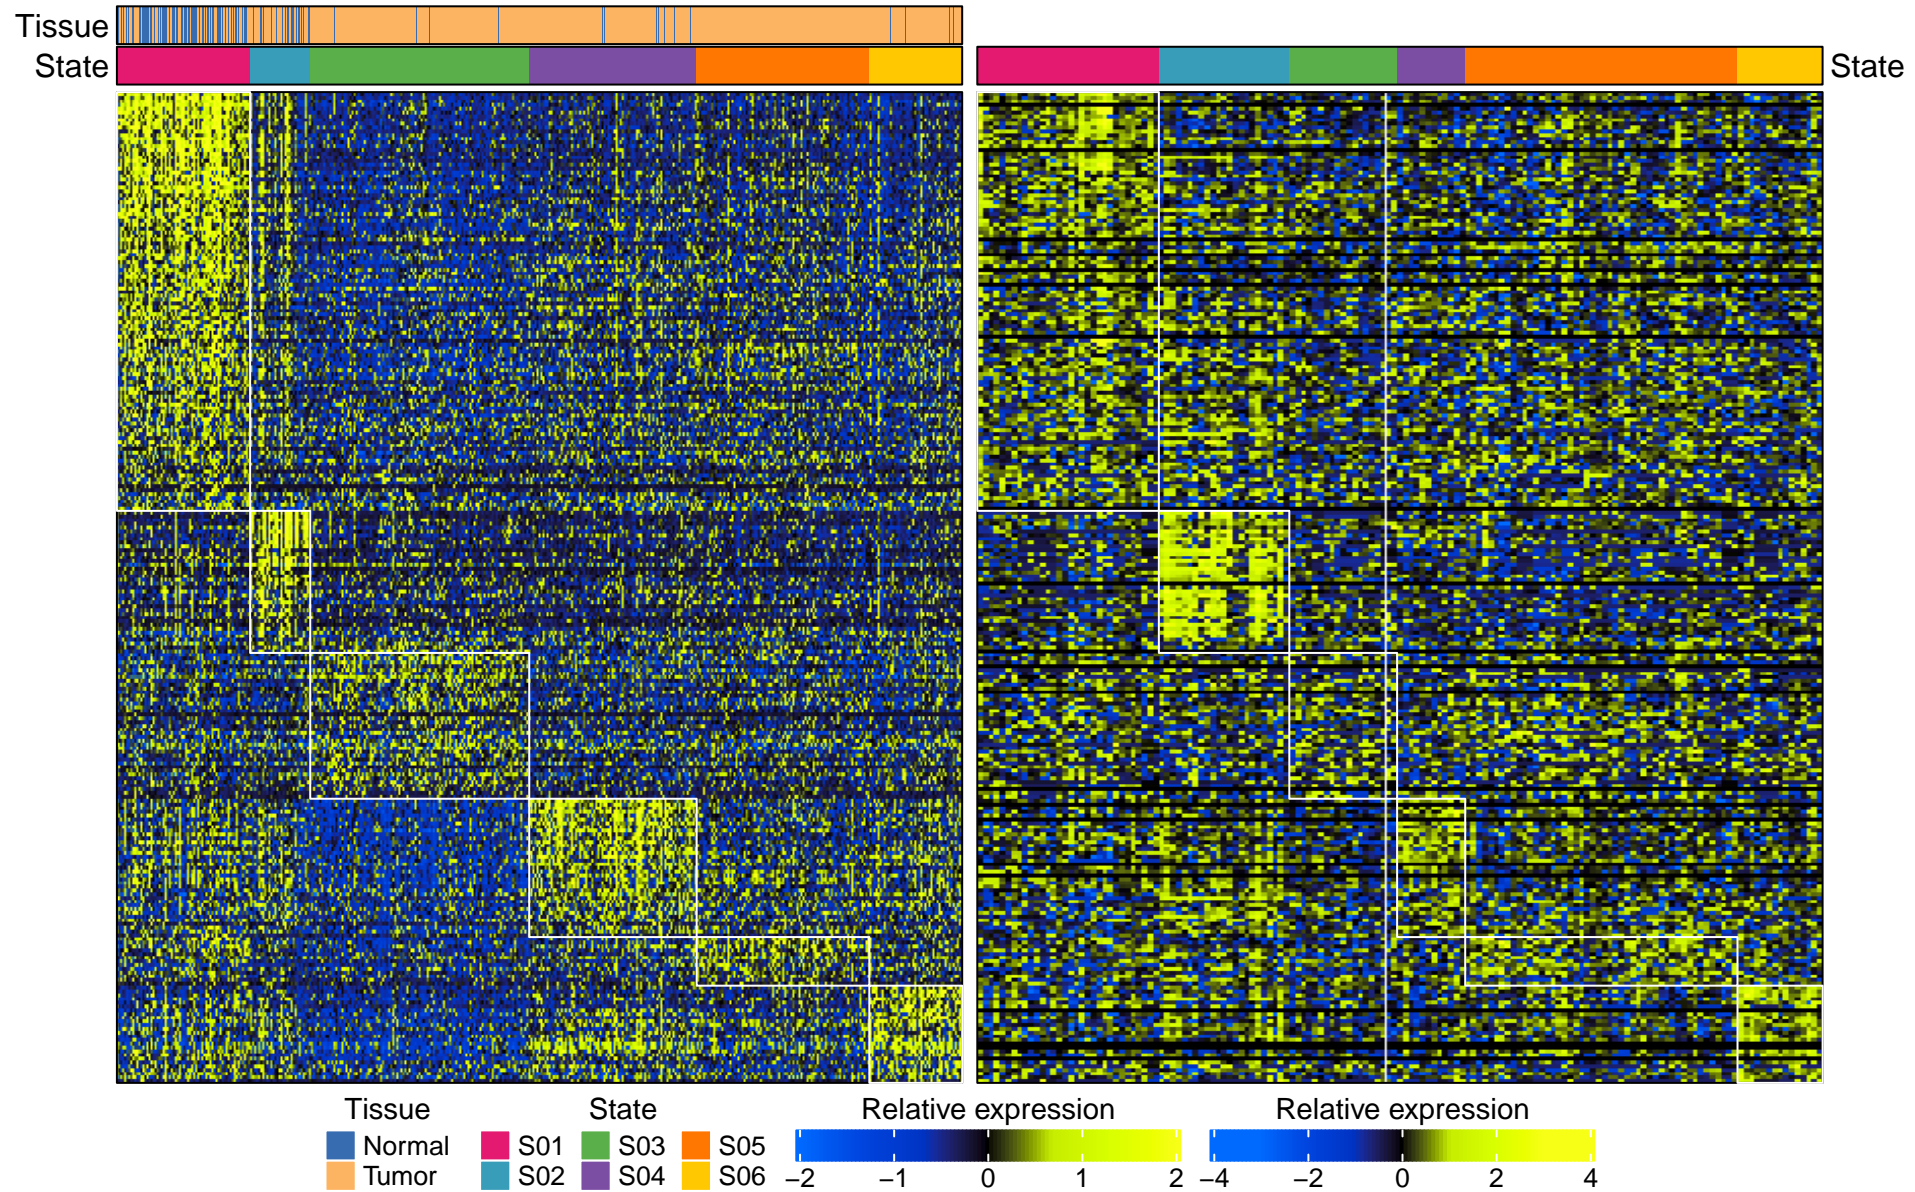 Tissue
State
State
Tissue State Relative expression Relative expression
Normal S01 S03 S05
Tumor S02 S04 S06
−2 −1 0 1 2 −4 −2 0 2 4